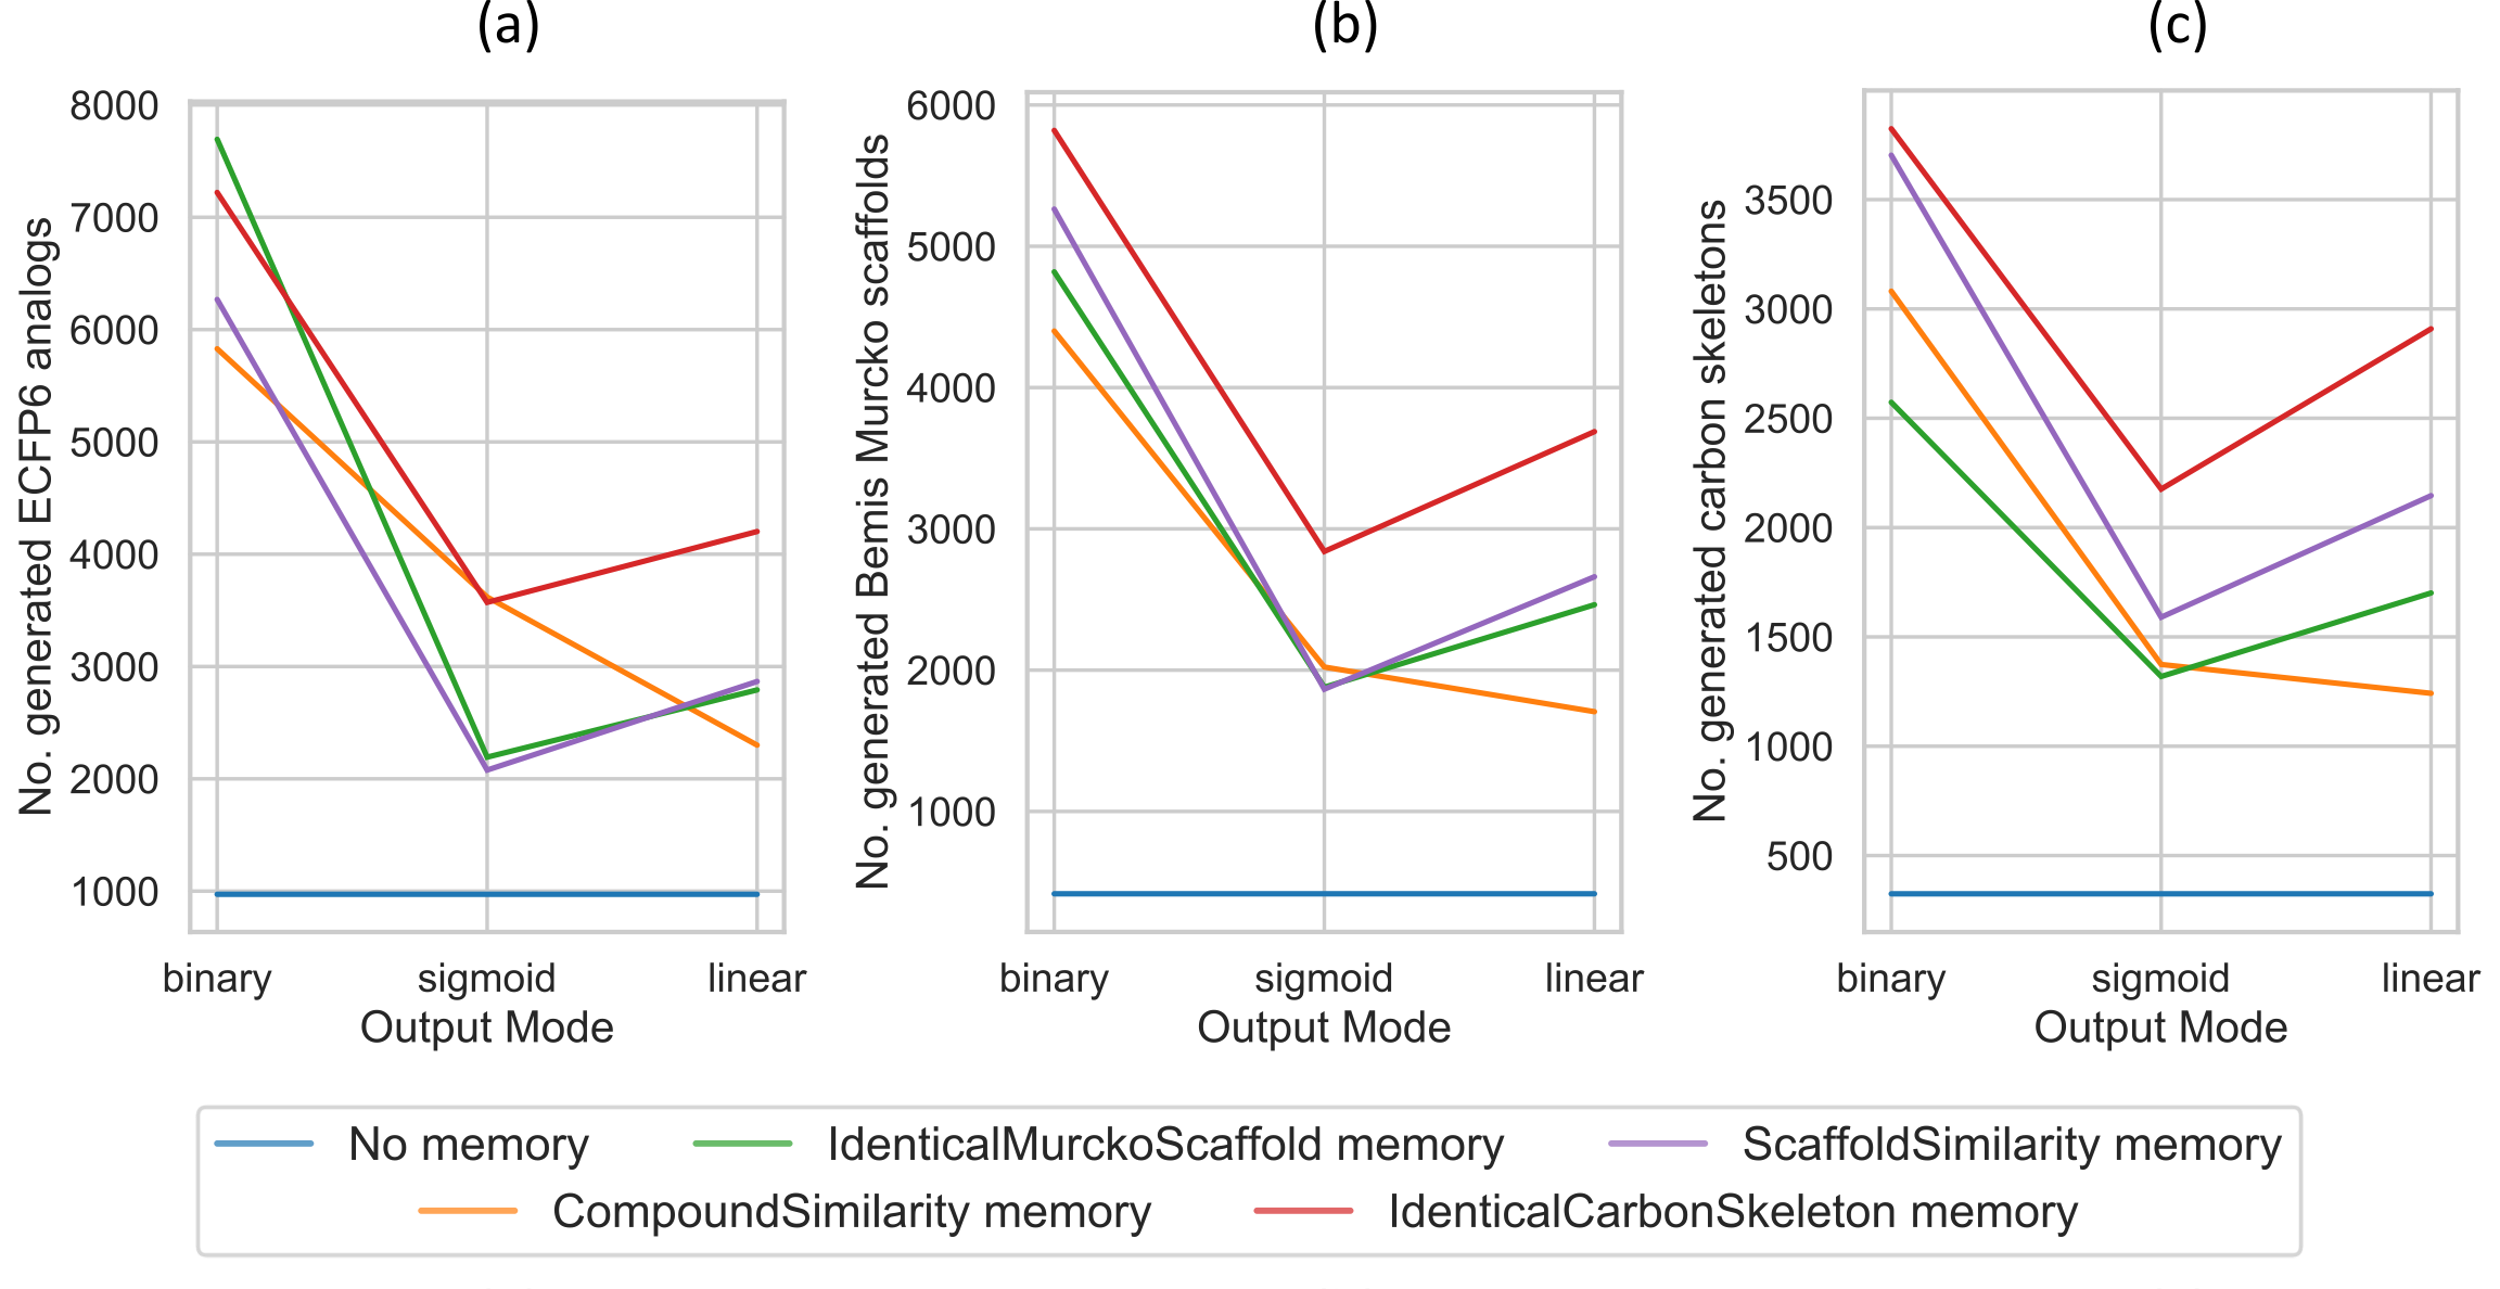 (a)
(b)
(c)
No. generated ECFP6 analogs
8000
7000
6000
5000
4000
3000
2000
1000
binary sigmoid linear
Output Mode
No. generated Bemis Murcko scaffolds
6000
5000
4000
3000
2000
1000
binary sigmoid linear
Output Mode
No. generated carbon skeletons
3500
3000
2500
2000
1500
1000
500
binary sigmoid linear
Output Mode
No memory IdenticalMurckoScaffold memory ScaffoldSimilarity memory
CompoundSimilarity memory IdenticalCarbonSkeleton memory